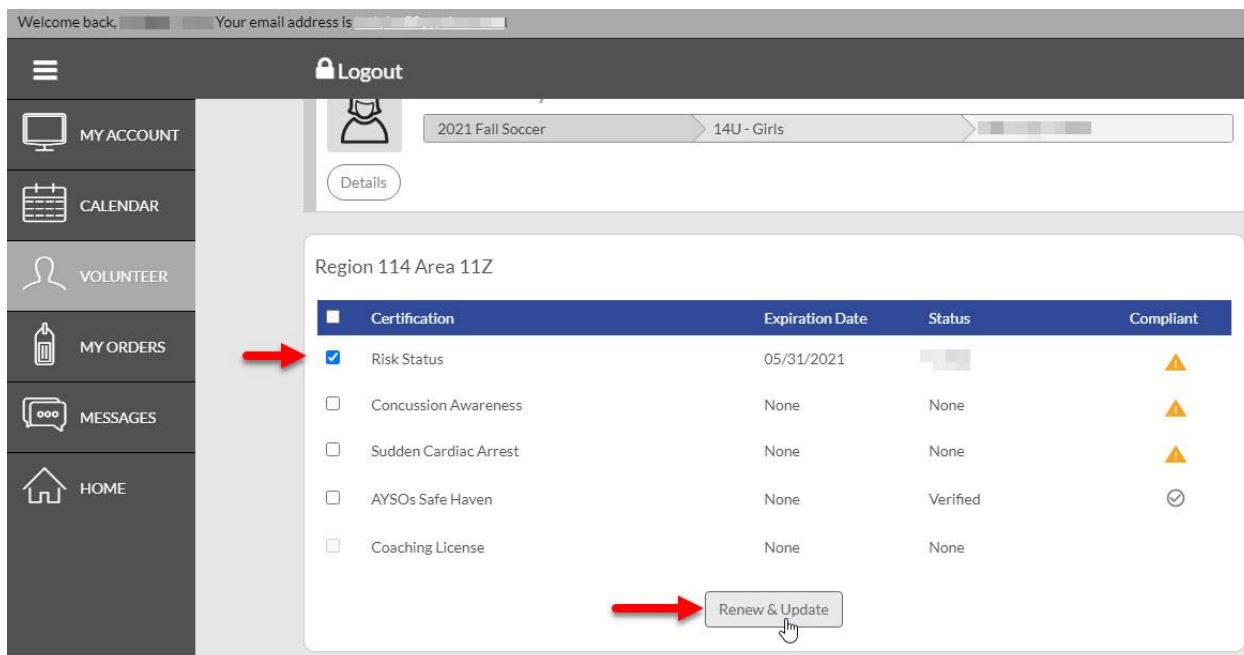 Welcome back, Your email address is
Logout
MY ACCOUNT
CALENDAR
VOLUNTEER
MY ORDERS
MESSAGES
HOME
2021 Fall Soccer 14U - Girls
Details
Region 114 Area 11Z
Certification Expiration Date Status Compliant
Risk Status 05/31/2021
Concussion Awareness None None
Sudden Cardiac Arrest None None
AYSOs Safe Haven None Verified
Coaching License None None
Renew & Update